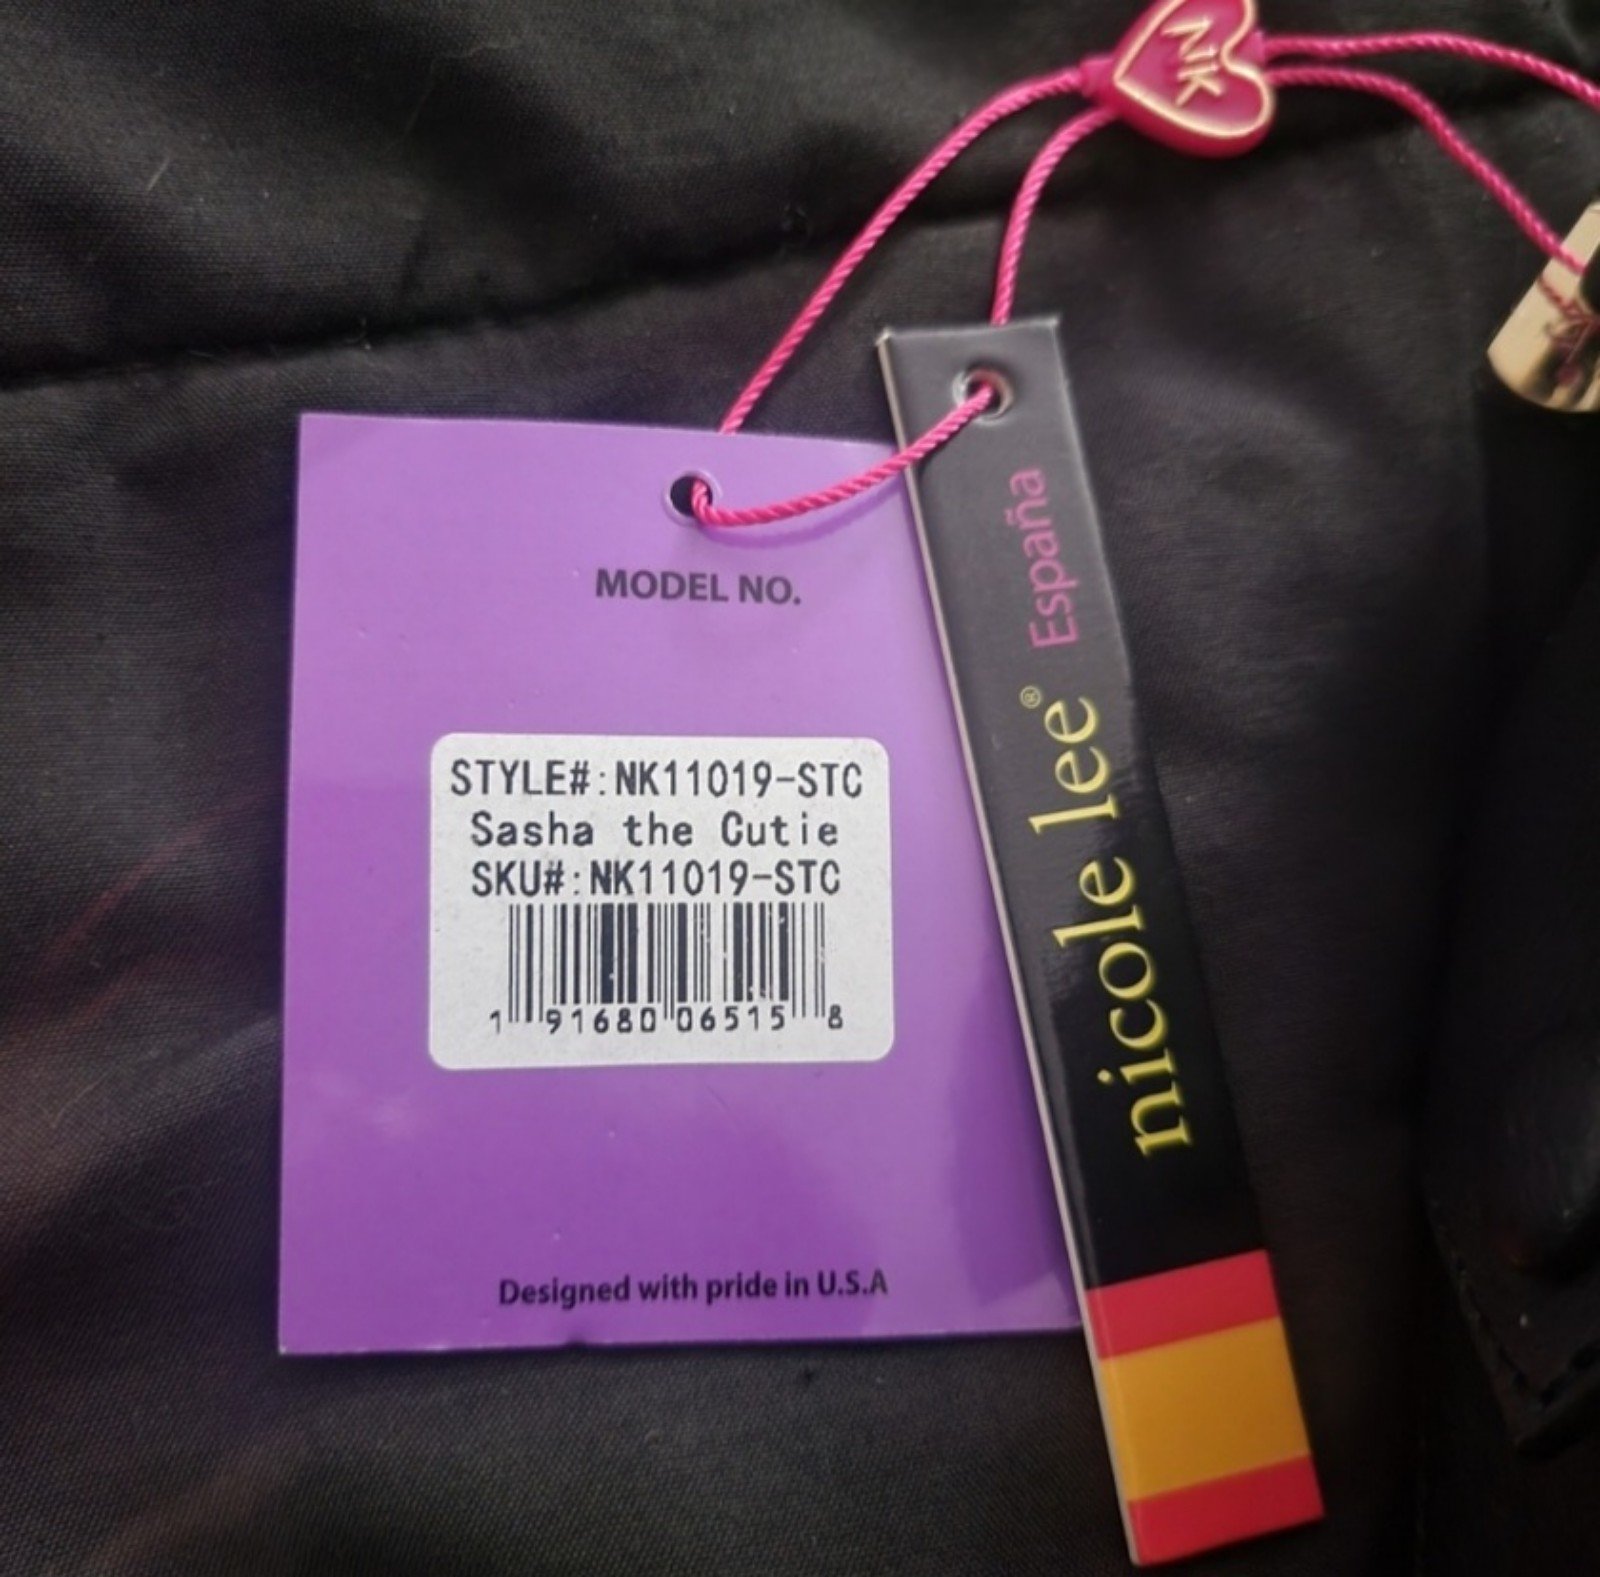 NK
MODEL NO.
STYLE#:NK11019-STC
Sasha the Cutie
SKU#:NK11019-STC
1 91680 06515 8
Designed with pride in U.S.A
nicole lee® España